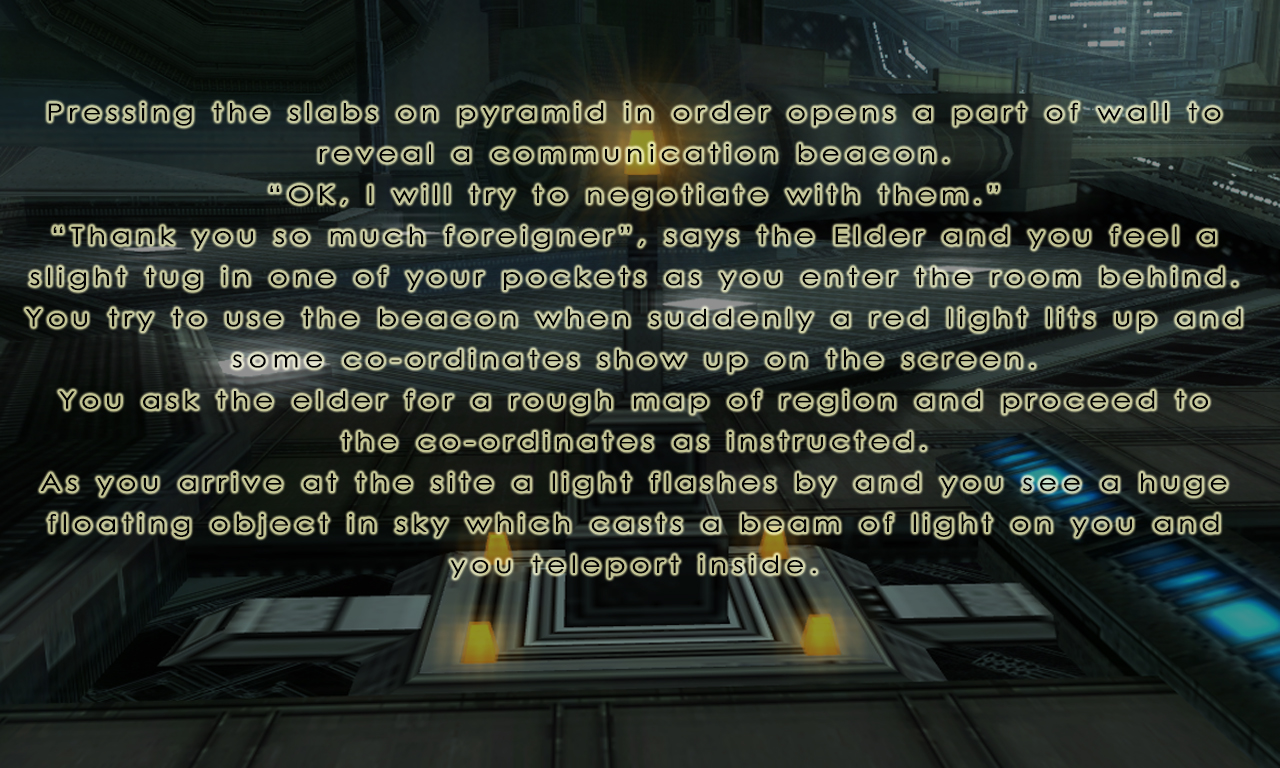 Pressing the slabs on pyramid in order opens a part of wall to
reveal a communication beacon.
“OK, I will try to negotiate with them.”
“Thank you so much foreigner”, says the Elder and you feel a
slight tug in one of your pockets as you enter the room behind.
You try to use the beacon when suddenly a red light lits up and
some co-ordinates show up on the screen.
You ask the elder for a rough map of region and proceed to
the co-ordinates as instructed.
As you arrive at the site a light flashes by and you see a huge
floating object in sky which casts a beam of light on you and
you teleport inside.